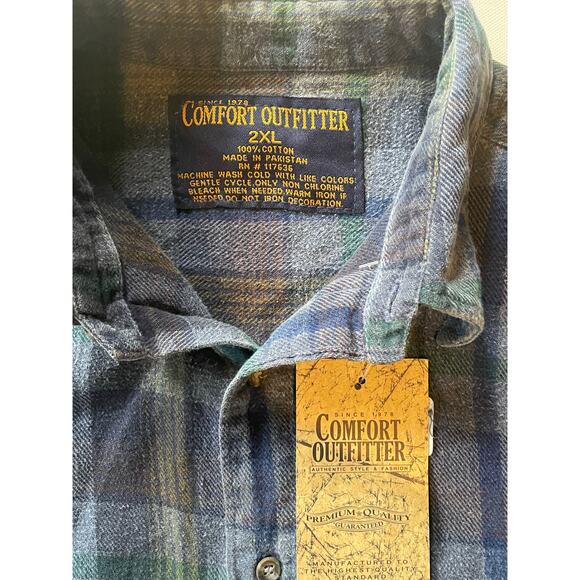 SINCE 1978
COMFORT OUTFITTER
2XL
100% COTTON
MADE IN PAKISTAN
RN # 117636
MACHINE WASH COLD WITH LIKE COLORS
GENTLE CYCLE,ONLY NON CHLORINE
BLEACH WHEN NEEDED,WARM IRON IF
NEEDED.DO NOT IRON DECORATION.
SINCE 1978
COMFORT
OUTFITTER
AUTHENTIC STYLE & FASHION
PREMIUM QUALITY
GUARANTEED
MANUFACTURED TO
THE HIGHEST QUALITY
STANDARD